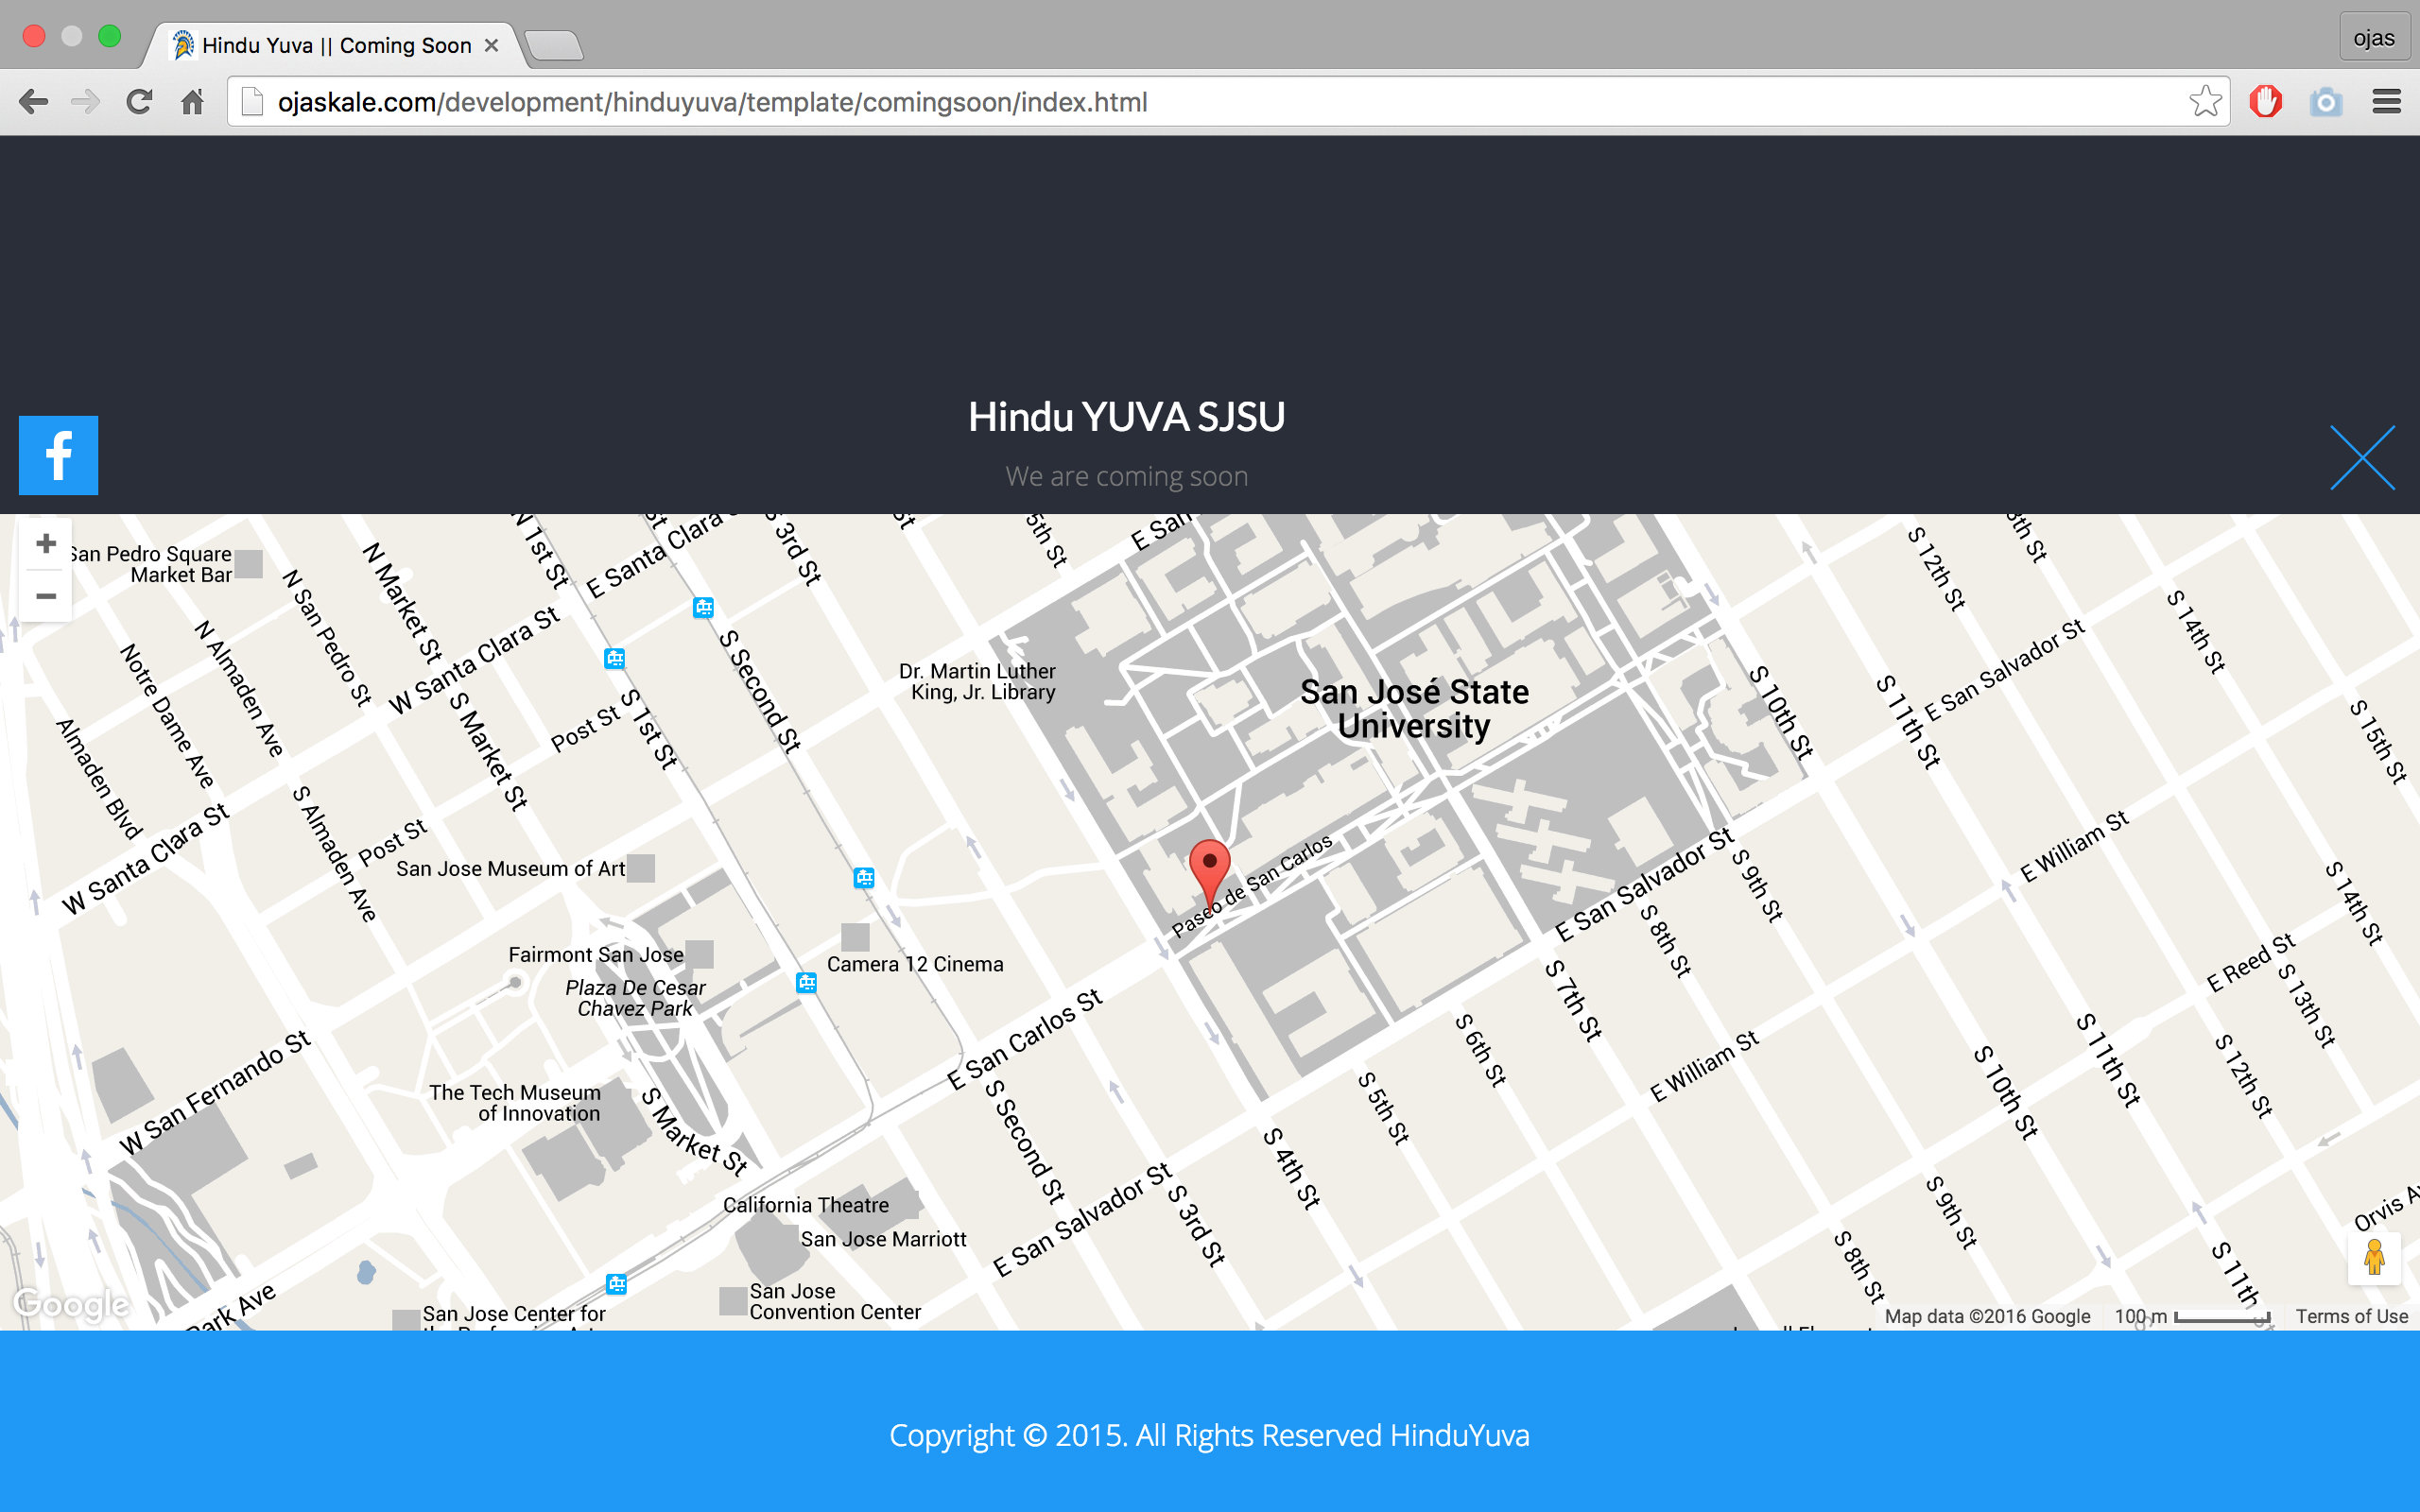 Hindu Yuva || Coming Soon
ojas
ojaskale.com/development/hinduyuva/template/comingsoon/index.html
Hindu YUVA SJSU
We are coming soon
San Pedro Square
Market Bar
N San Pedro St
N Market St
N 1st St
E Santa Clara
St
S 3rd St
St
5th St
E San
S 12th St
8th St
S 14th St
S 15th St
Notre Dame Ave
N Almaden Ave
Almaden Blvd
W Santa Clara St
S Market St
Post St
S 1st St
S Second St
Dr. Martin Luther
King, Jr. Library
San José State
University
S 10th St
S 11th St
E San Salvador St
W Santa Clara St
S Almaden Ave
Post St
San Jose Museum of Art
Paseo de San Carlos
E San Salvador St
S 9th St
E William St
S 14th St
Fairmont San Jose
Plaza De Cesar
Chavez Park
Camera 12 Cinema
S 8th St
S 7th St
E Reed St
S 13th St
W San Fernando St
E San Carlos St
S 6th St
E William St
S 11th St
S 12th St
The Tech Museum
of Innovation
S Market St
S Second St
S 5th St
S 10th St
S 4th St
California Theatre
San Jose Marriott
E San Salvador St
S 3rd St
S 9th St
S 8th St
S 11th
Orvis
Park Ave
San Jose
Convention Center
San Jose Center for
Google
Map data ©2016 Google
100 m
Terms of Use
Copyright © 2015. All Rights Reserved HinduYuva